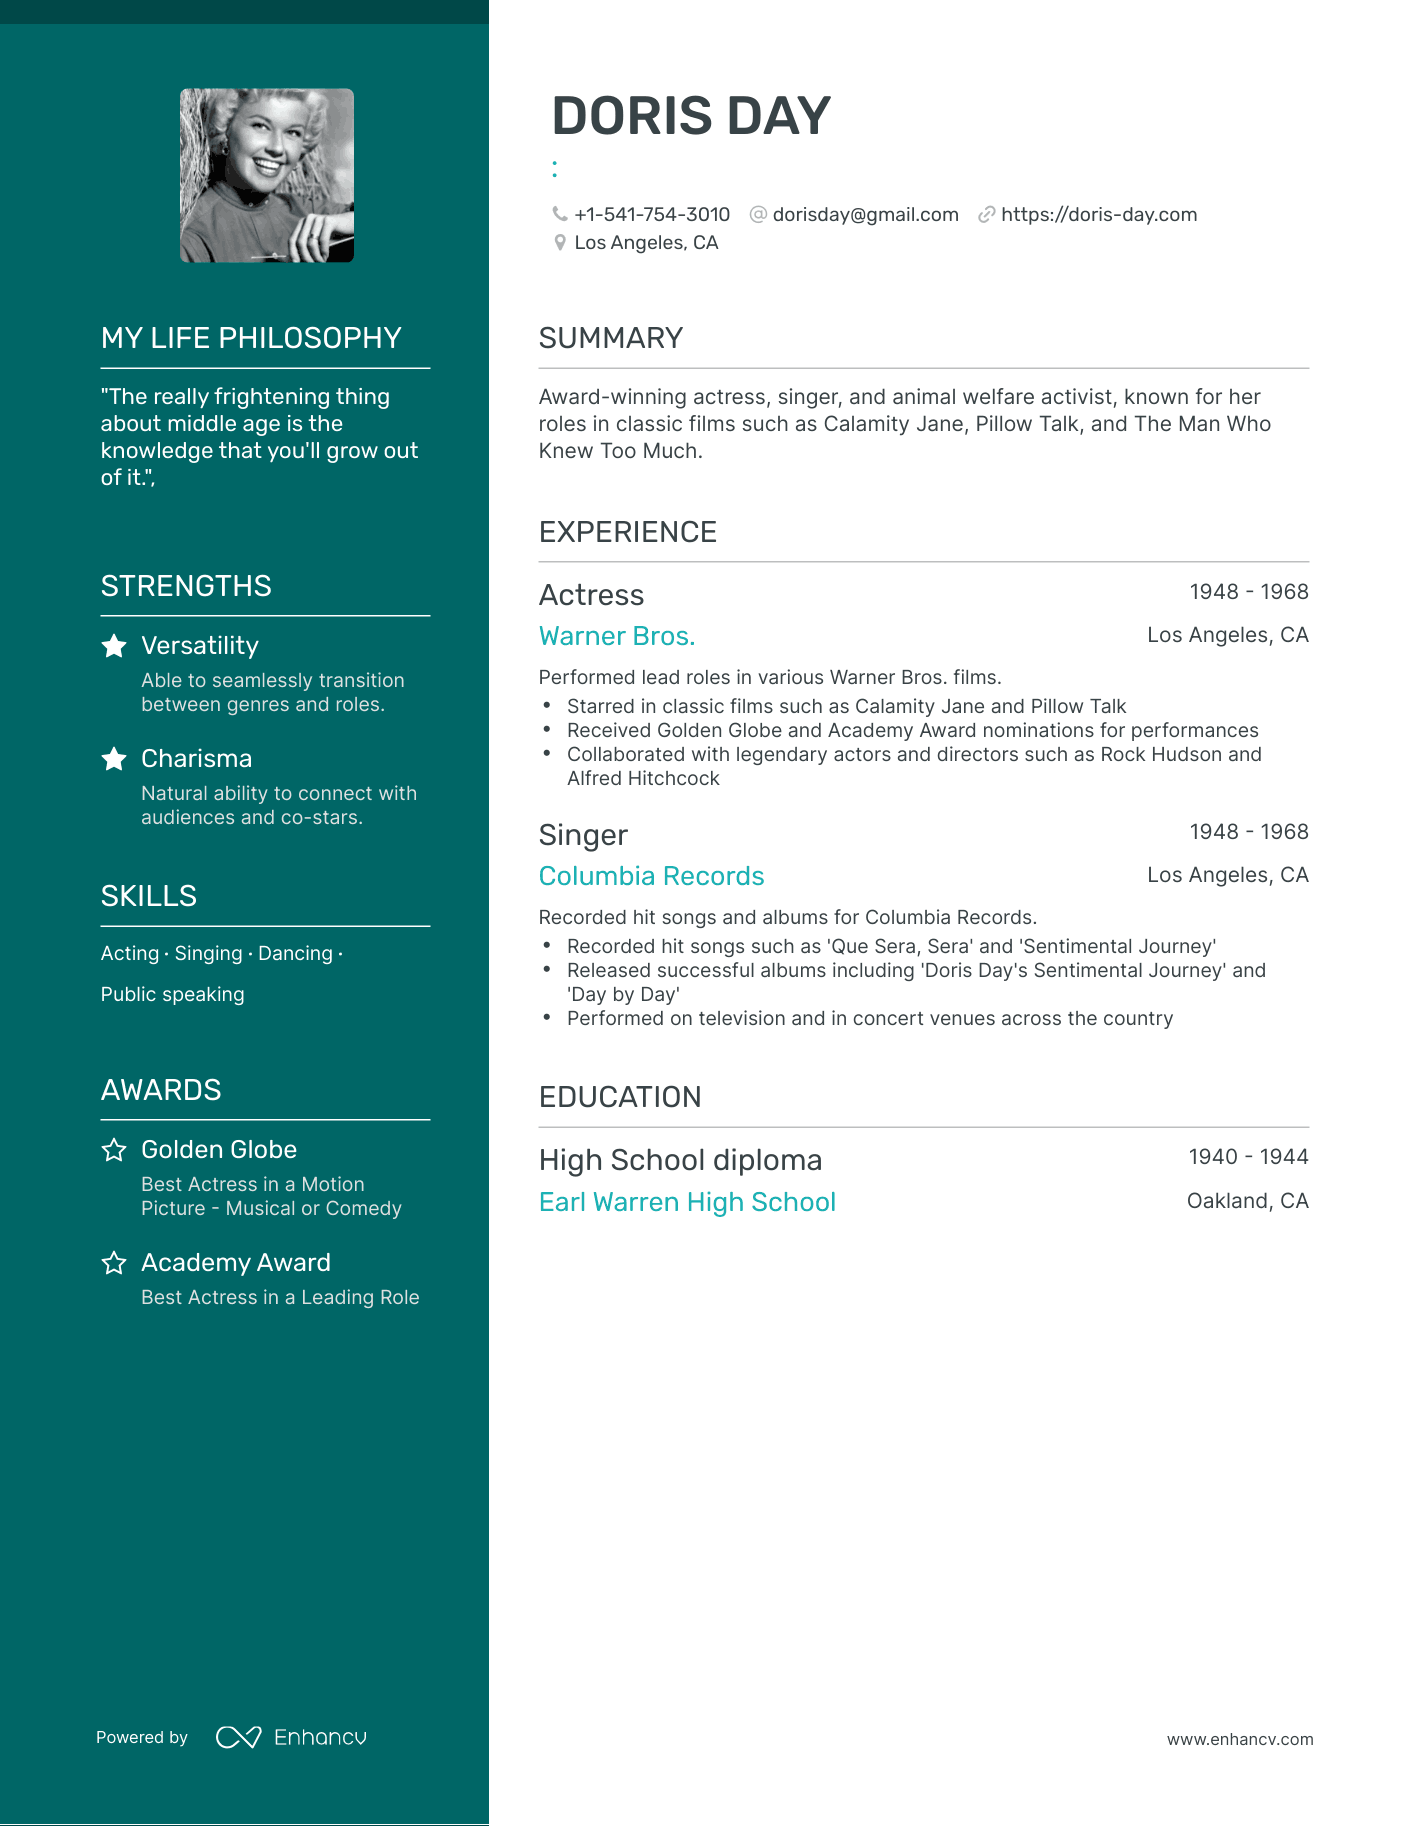 DORIS DAY
:
+1-541-754-3010 dorisday@gmail.com https://doris-day.com
Los Angeles, CA
MY LIFE PHILOSOPHY
"The really frightening thing
about middle age is the
knowledge that you'll grow out
of it.",
STRENGTHS
Versatility
Able to seamlessly transition
between genres and roles.
Charisma
Natural ability to connect with
audiences and co-stars.
SKILLS
Acting · Singing · Dancing ·
Public speaking
AWARDS
Golden Globe
Best Actress in a Motion
Picture - Musical or Comedy
Academy Award
Best Actress in a Leading Role
SUMMARY
Award-winning actress, singer, and animal welfare activist, known for her
roles in classic films such as Calamity Jane, Pillow Talk, and The Man Who
Knew Too Much.
EXPERIENCE
Actress 1948 - 1968
Warner Bros. Los Angeles, CA
Performed lead roles in various Warner Bros. films.
• Starred in classic films such as Calamity Jane and Pillow Talk
• Received Golden Globe and Academy Award nominations for performances
• Collaborated with legendary actors and directors such as Rock Hudson and
Alfred Hitchcock
Singer 1948 - 1968
Columbia Records Los Angeles, CA
Recorded hit songs and albums for Columbia Records.
• Recorded hit songs such as 'Que Sera, Sera' and 'Sentimental Journey'
• Released successful albums including 'Doris Day's Sentimental Journey' and
'Day by Day'
• Performed on television and in concert venues across the country
EDUCATION
High School diploma 1940 - 1944
Earl Warren High School Oakland, CA
Powered by Enhancv
www.enhancv.com